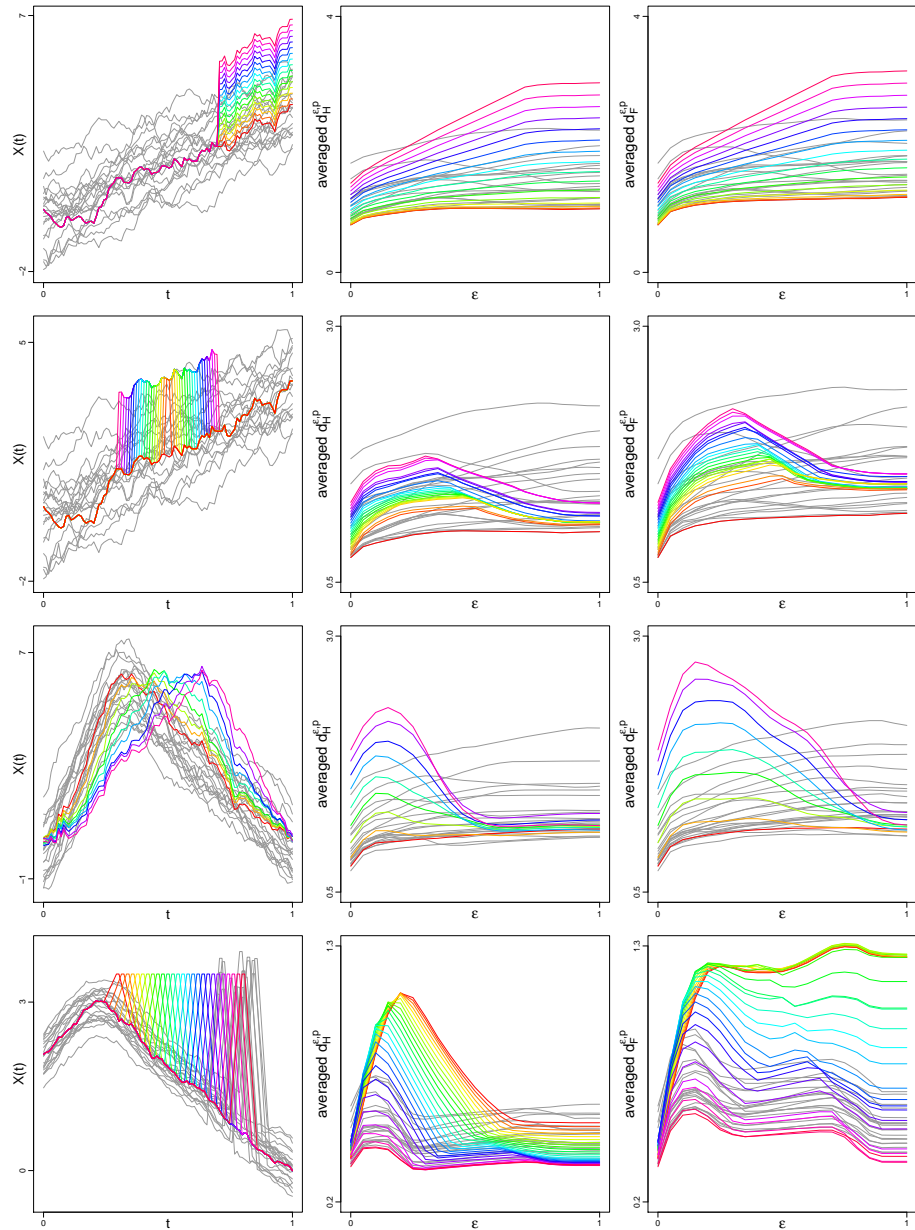 7
-2
X(t)
0
t
1
4
0
averaged d_H^{ε,p}
0
ε
1
4
0
averaged d_F^{ε,p}
0
ε
1
5
-2
X(t)
0
t
1
3.0
0.5
averaged d_H^{ε,p}
0
ε
1
3.0
0.5
averaged d_F^{ε,p}
0
ε
1
7
-1
X(t)
0
t
1
3.0
0.5
averaged d_H^{ε,p}
0
ε
1
3.0
0.5
averaged d_F^{ε,p}
0
ε
1
3
0
X(t)
0
t
1
1.3
0.2
averaged d_H^{ε,p}
0
ε
1
1.3
0.2
averaged d_F^{ε,p}
0
ε
1